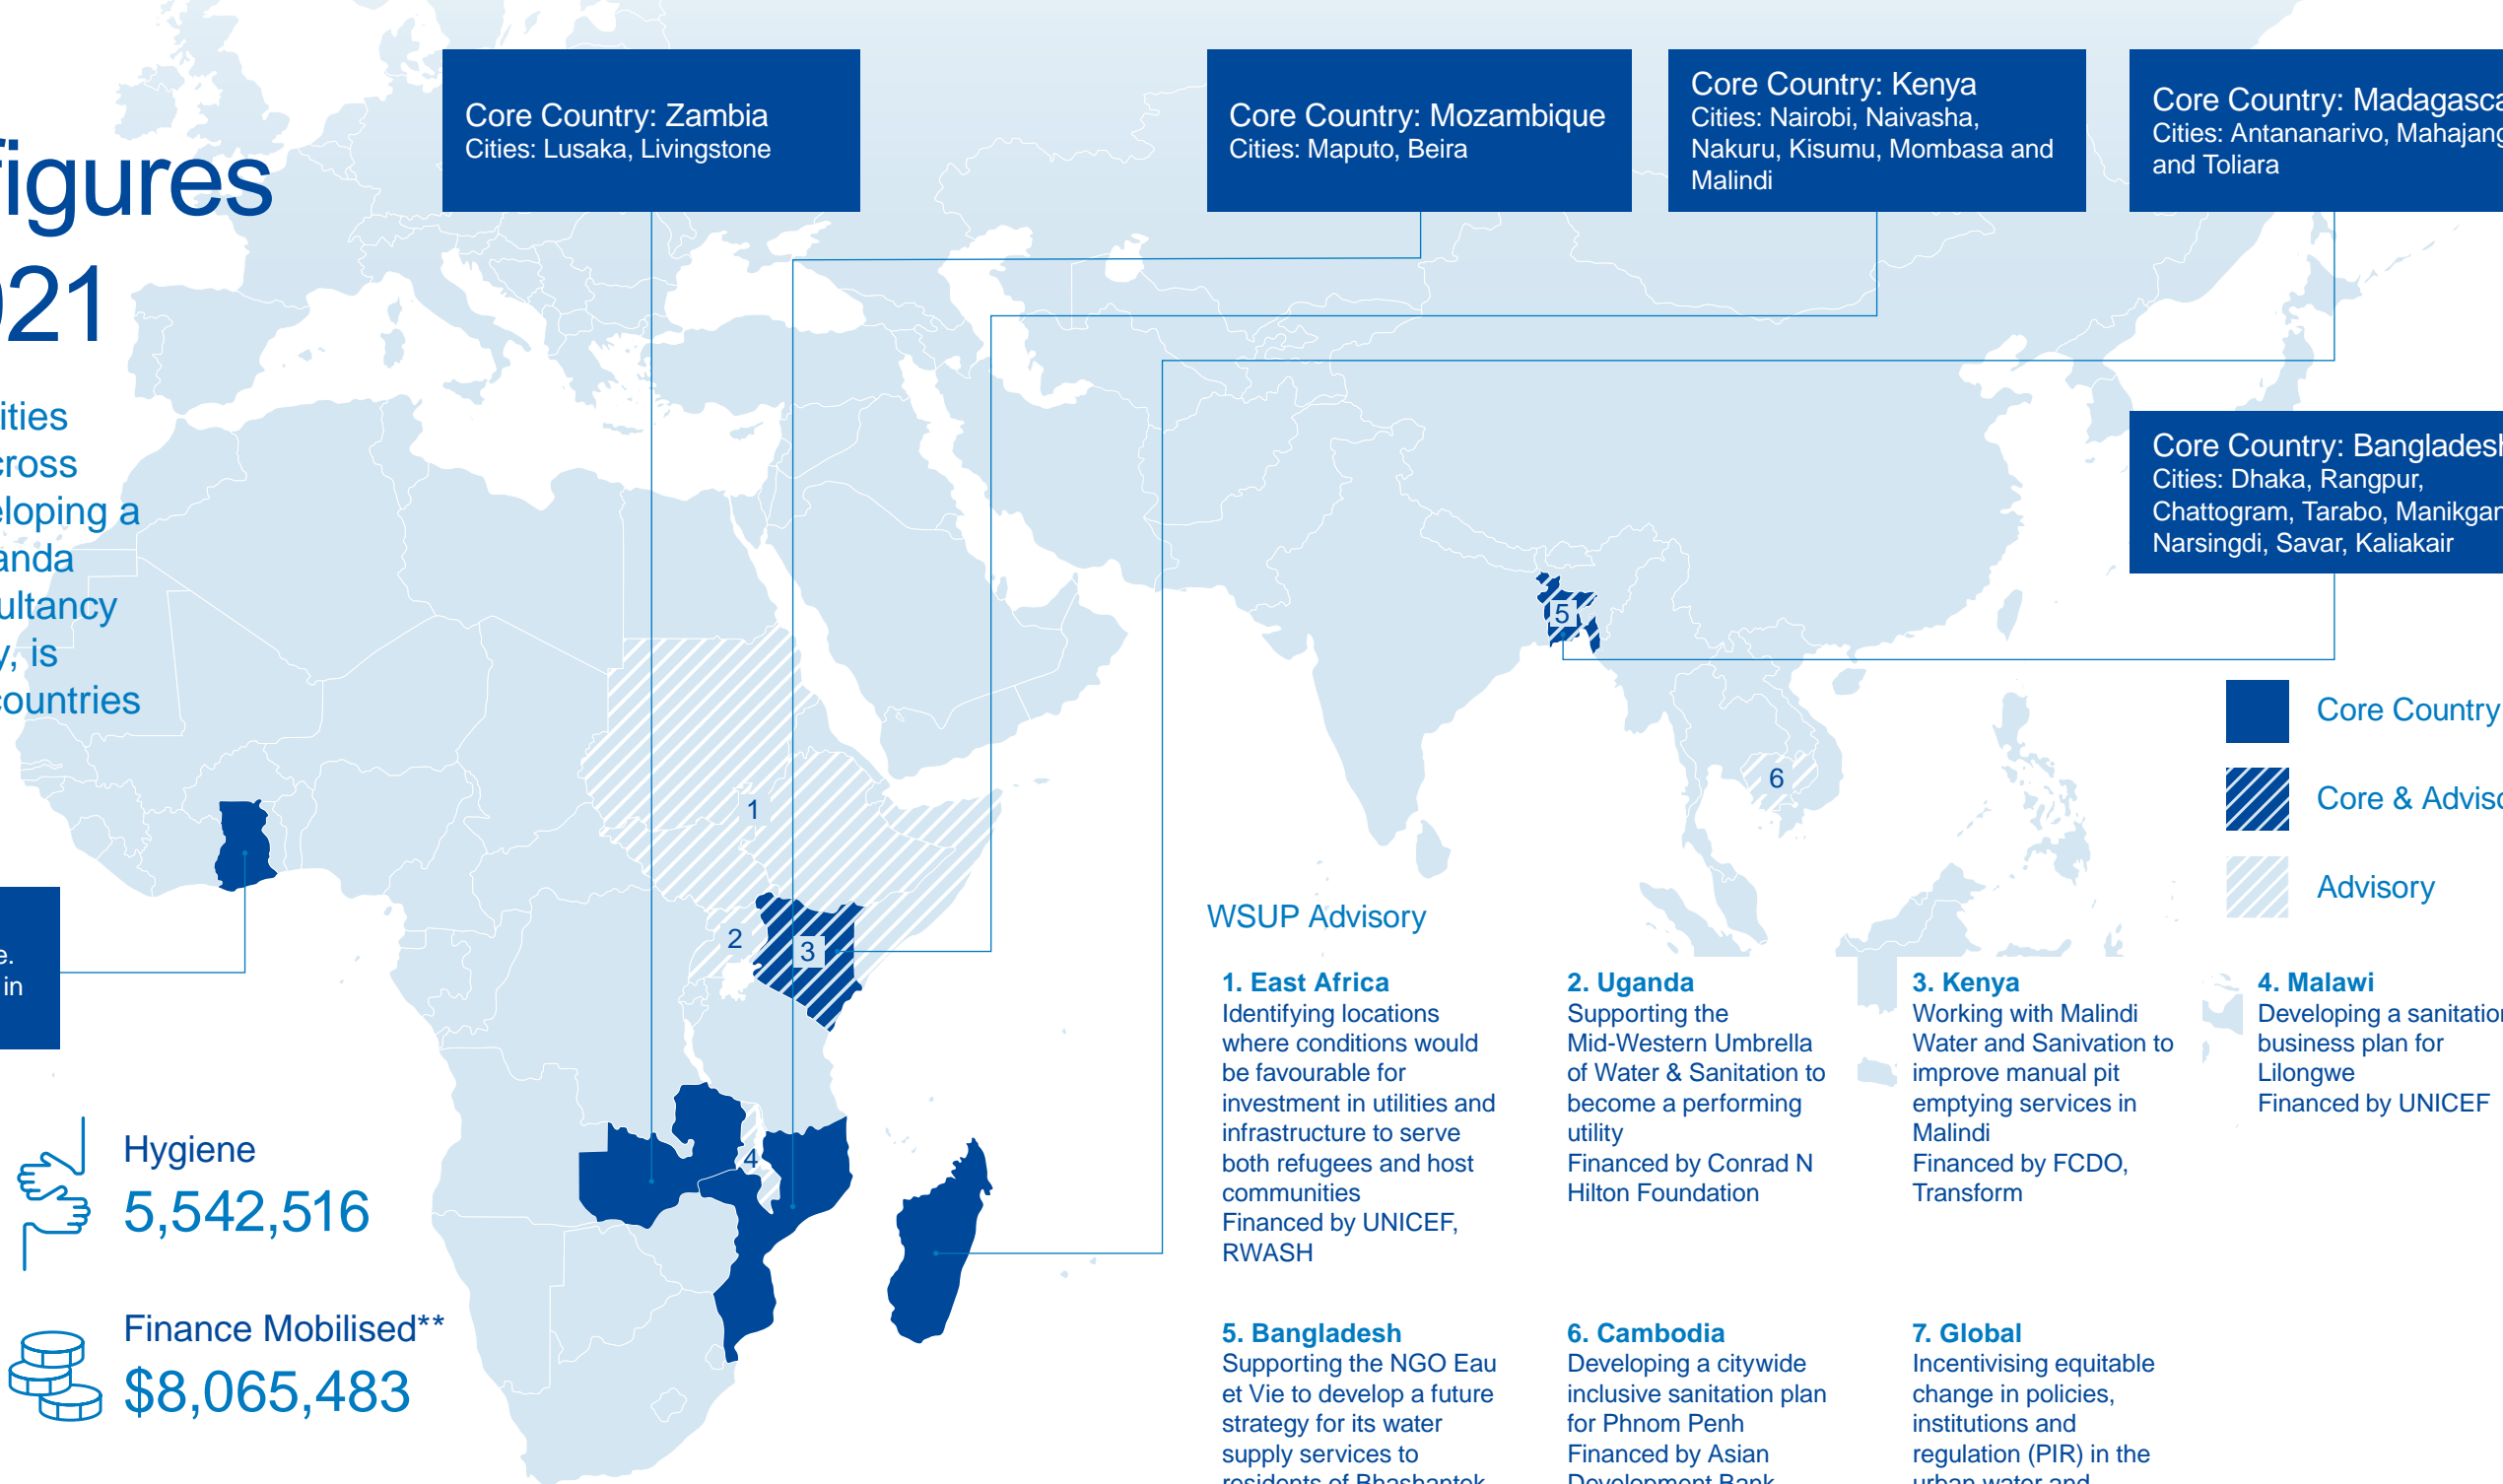 figures
021
ities
cross
eloping a
anda
ultancy
y, is
countries
Core Country: Zambia
Cities: Lusaka, Livingstone
Core Country: Mozambique
Cities: Maputo, Beira
Core Country: Kenya
Cities: Nairobi, Naivasha,
Nakuru, Kisumu, Mombasa and
Malindi
Core Country: Madagasca
Cities: Antananarivo, Mahajang
and Toliara
Core Country: Bangladesh
Cities: Dhaka, Rangpur,
Chattogram, Tarabo, Manikgan
Narsingdi, Savar, Kaliakair
5
6
1
2
3
4
Core Country
Core & Adviso
Advisory
e.
in
Hygiene
5,542,516
Finance Mobilised**
$8,065,483
WSUP Advisory
1. East Africa
Identifying locations
where conditions would
be favourable for
investment in utilities and
infrastructure to serve
both refugees and host
communities
Financed by UNICEF,
RWASH
2. Uganda
Supporting the
Mid-Western Umbrella
of Water & Sanitation to
become a performing
utility
Financed by Conrad N
Hilton Foundation
3. Kenya
Working with Malindi
Water and Sanivation to
improve manual pit
emptying services in
Malindi
Financed by FCDO,
Transform
4. Malawi
Developing a sanitation
business plan for
Lilongwe
Financed by UNICEF
5. Bangladesh
Supporting the NGO Eau
et Vie to develop a future
strategy for its water
supply services to
residents of Bhashantek
6. Cambodia
Developing a citywide
inclusive sanitation plan
for Phnom Penh
Financed by Asian
Development Bank
7. Global
Incentivising equitable
change in policies,
institutions and
regulation (PIR) in the
urban water and